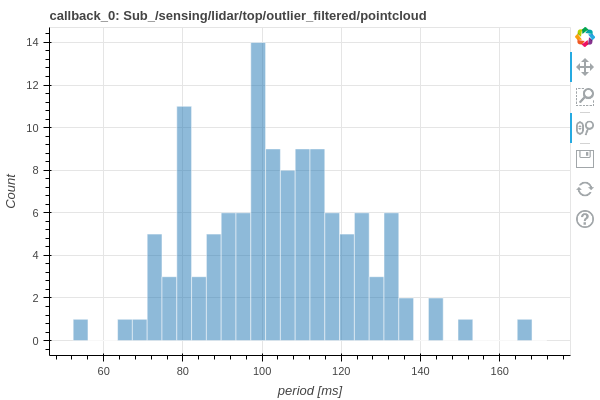 callback_0: Sub_/sensing/lidar/top/outlier_filtered/pointcloud
14
12
10
8
6
4
2
0
Count
60 80 100 120 140 160
period [ms]